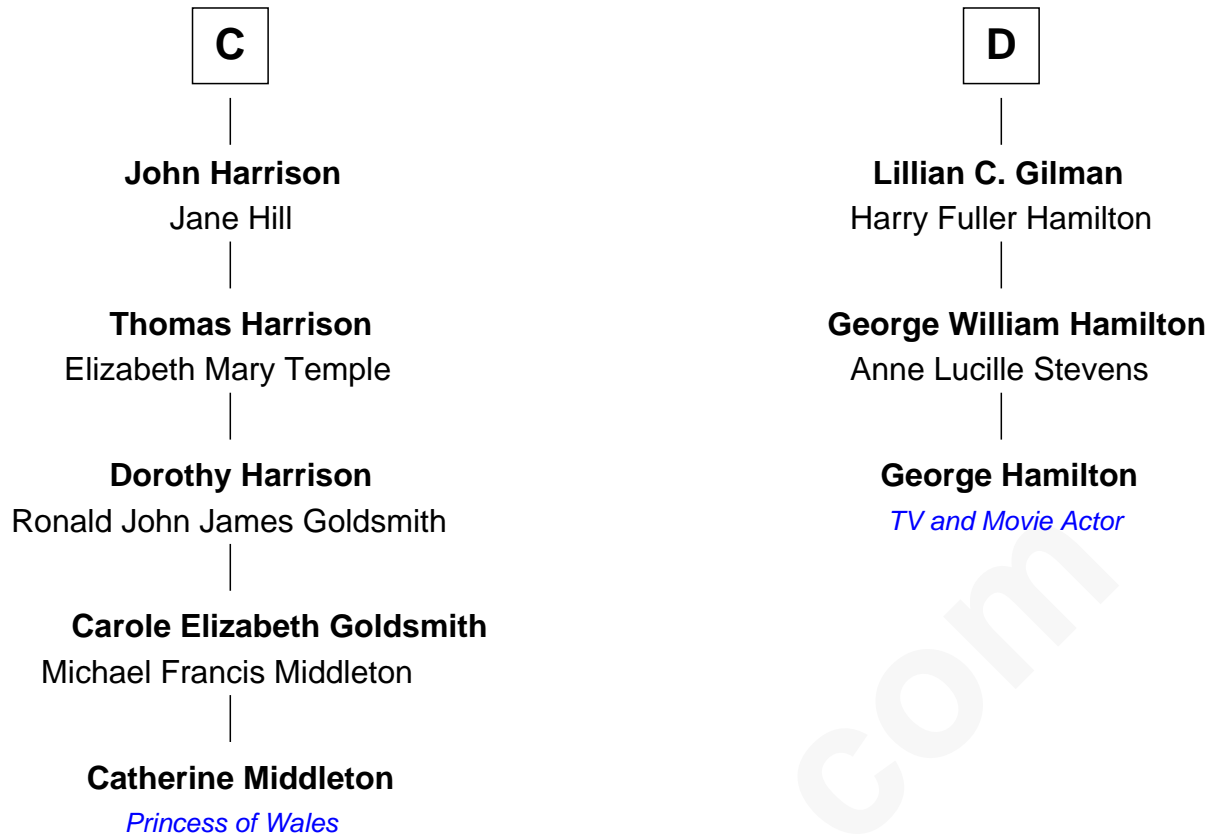 C
John Harrison
Jane Hill
Thomas Harrison
Elizabeth Mary Temple
Dorothy Harrison
Ronald John James Goldsmith
Carole Elizabeth Goldsmith
Michael Francis Middleton
Catherine Middleton
Princess of Wales
D
Lillian C. Gilman
Harry Fuller Hamilton
George William Hamilton
Anne Lucille Stevens
George Hamilton
TV and Movie Actor
com